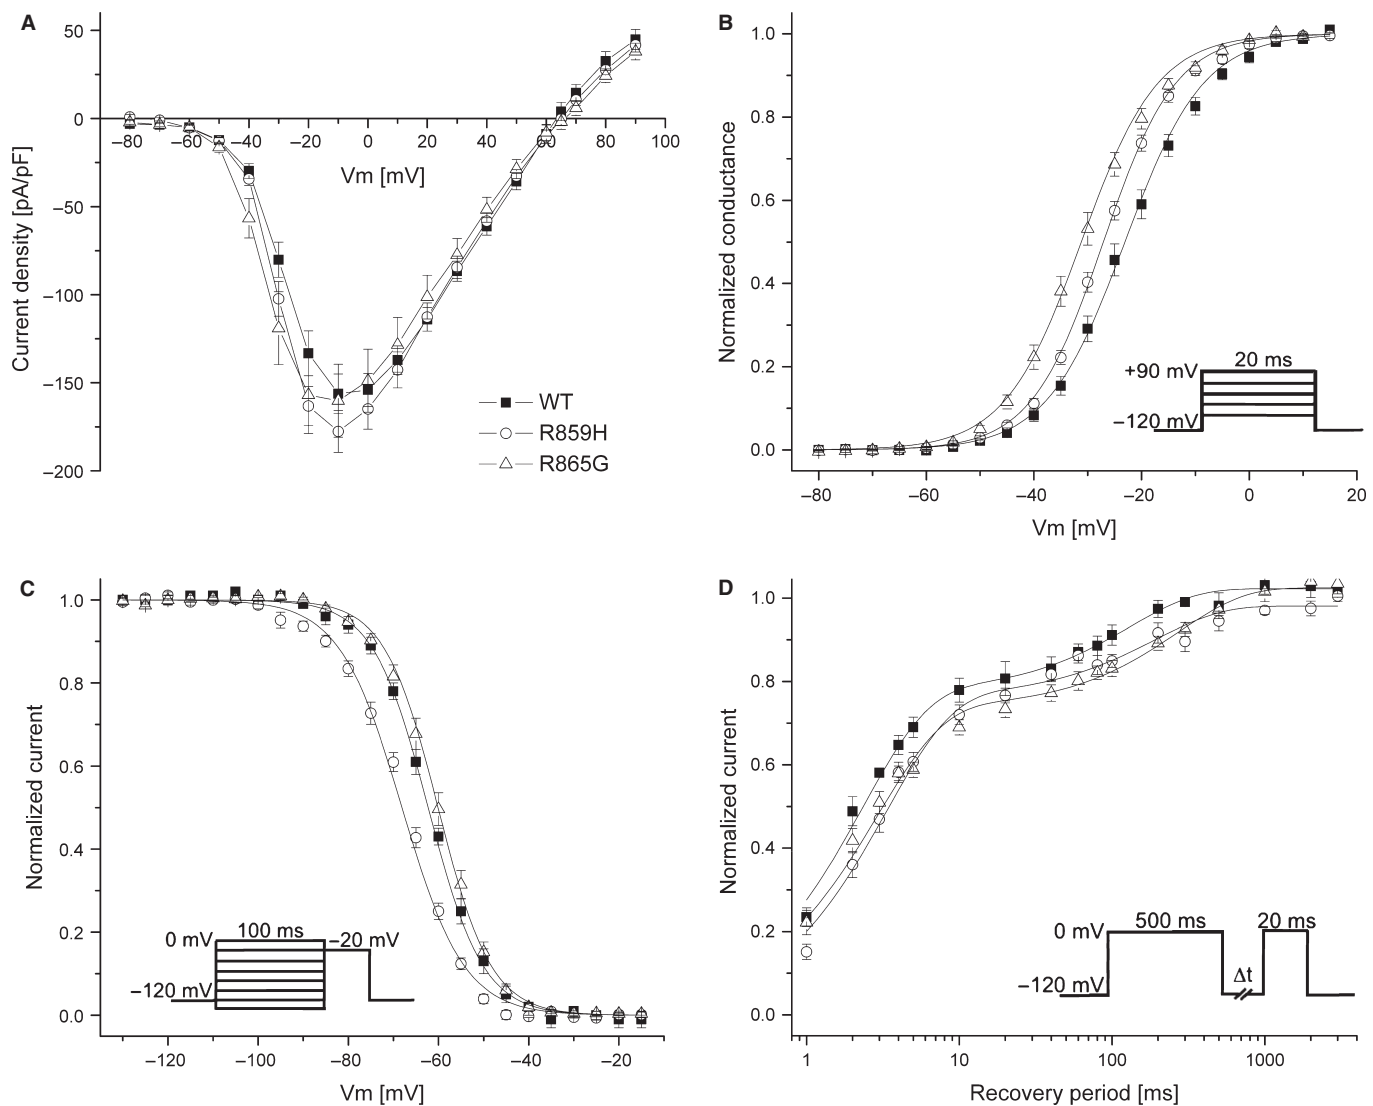 A
50
0
−50
−100
−150
−200
−80 −60 −40 −20 0 20 40 60 80 100
Vm [mV]
Current density [pA/pF]
WT
R859H
R865G
B
1.0
0.8
0.6
0.4
0.2
0.0
Normalized conductance
+90 mV
20 ms
−120 mV
−80 −60 −40 −20 0 20
Vm [mV]
C
1.0
0.8
0.6
0.4
0.2
0.0
Normalized current
0 mV
100 ms
−20 mV
−120 mV
−120 −100 −80 −60 −40 −20
Vm [mV]
D
1.0
0.8
0.6
0.4
0.2
0.0
Normalized current
0 mV
500 ms
20 ms
−120 mV
Δt
1 10 100 1000
Recovery period [ms]